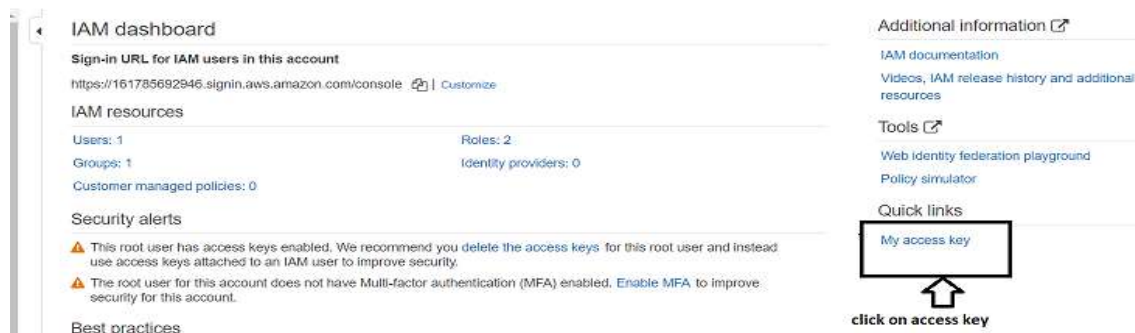 IAM dashboard
Sign-in URL for IAM users in this account
https://161785692946.signin.aws.amazon.com/console | Customize
IAM resources
Users: 1
Roles: 2
Groups: 1
Identity providers: 0
Customer managed policies: 0
Security alerts
This root user has access keys enabled. We recommend you delete the access keys for this root user and instead
use access keys attached to an IAM user to improve security.
The root user for this account does not have Multi-factor authentication (MFA) enabled. Enable MFA to improve
security for this account.
Best practices
Additional information
IAM documentation
Videos, IAM release history and additional
resources
Tools
Web identity federation playground
Policy simulator
Quick links
My access key
click on access key